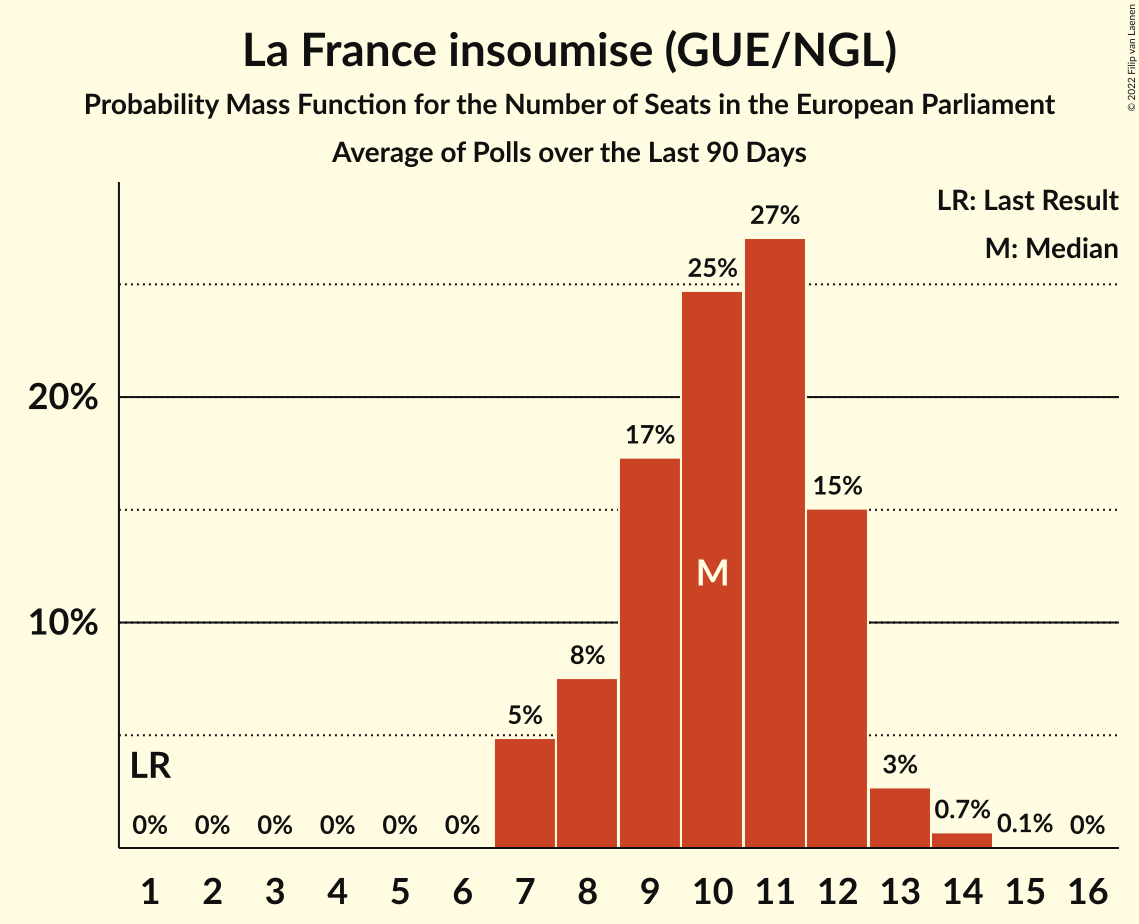 La France insoumise (GUE/NGL)
Probability Mass Function for the Number of Seats in the European Parliament
Average of Polls over the Last 90 Days
© 2022 Filip van Laenen
LR: Last Result
M: Median
27%
25%
20%
17%
15%
M
10%
8%
5%
LR
3%
0% 0% 0% 0% 0% 0% 0.7% 0.1% 0%
1 2 3 4 5 6 7 8 9 10 11 12 13 14 15 16